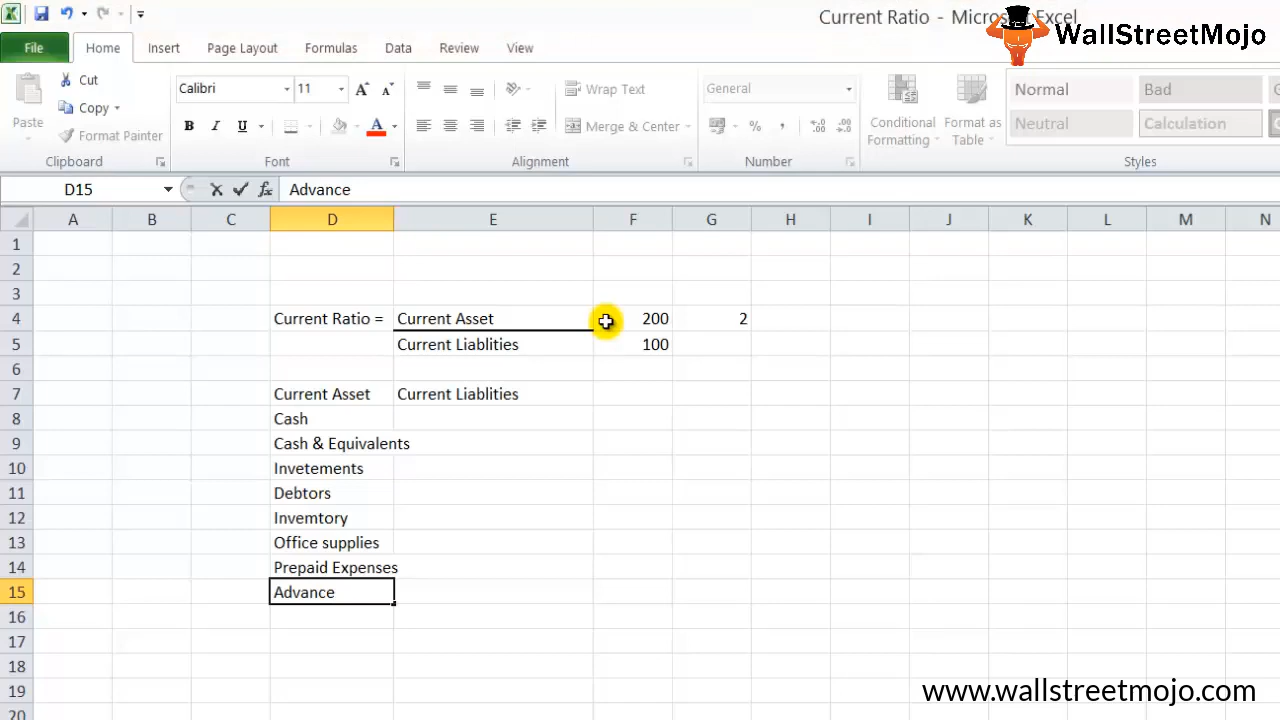 Current Ratio - Microsoft Excel
WallStreetMojo
File Home Insert Page Layout Formulas Data Review View
Cut
Copy
Format Painter
Paste
Clipboard
Calibri 11
B I U A
Font
Wrap Text
Merge & Center
Alignment
General
% ,
Number
Conditional Formatting
Format as Table
Normal Bad
Neutral Calculation
Styles
D15 fx Advance
A B C D E F G H I J K L M N
1
2
3
4 Current Ratio = Current Asset 200 2
5 Current Liablities 100
6
7 Current Asset Current Liablities
8 Cash
9 Cash & Equivalents
10 Invetements
11 Debtors
12 Invemtory
13 Office supplies
14 Prepaid Expenses
15 Advance
16
17
18
19
20
www.wallstreetmojo.com